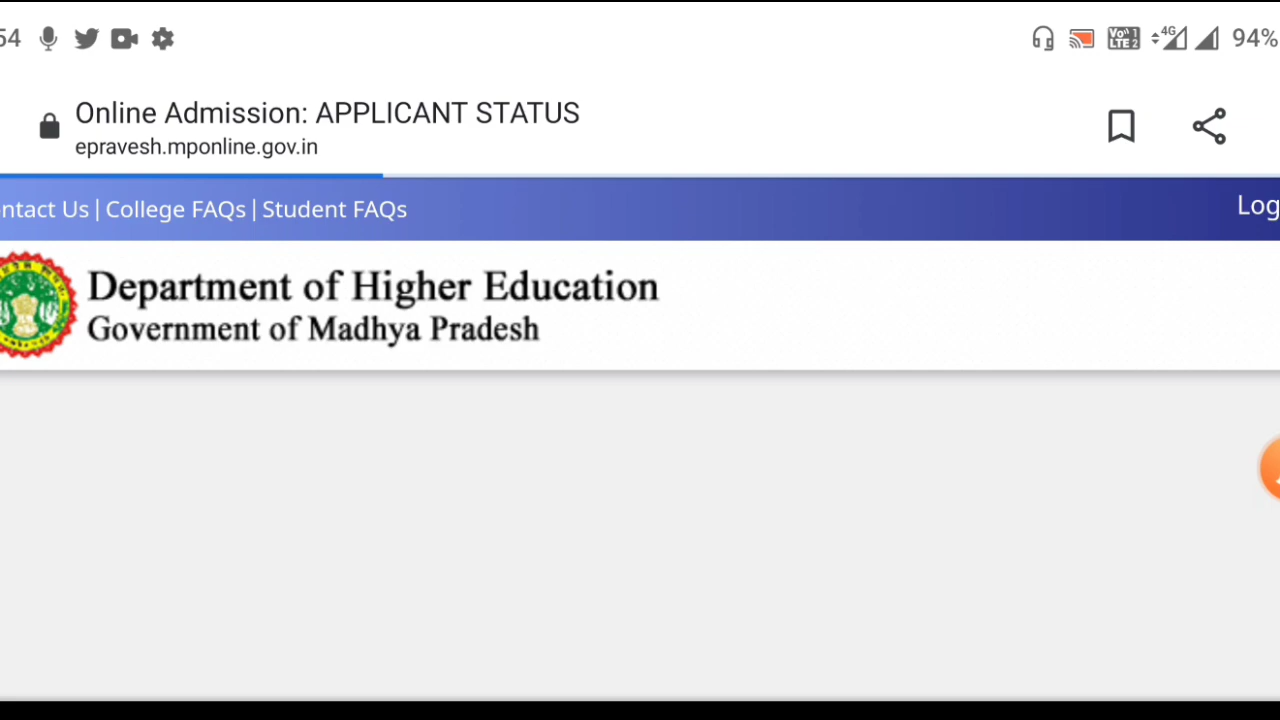 54 94%
Online Admission: APPLICANT STATUS
epravesh.mponline.gov.in
ntact Us | College FAQs | Student FAQs Log
Department of Higher Education
Government of Madhya Pradesh